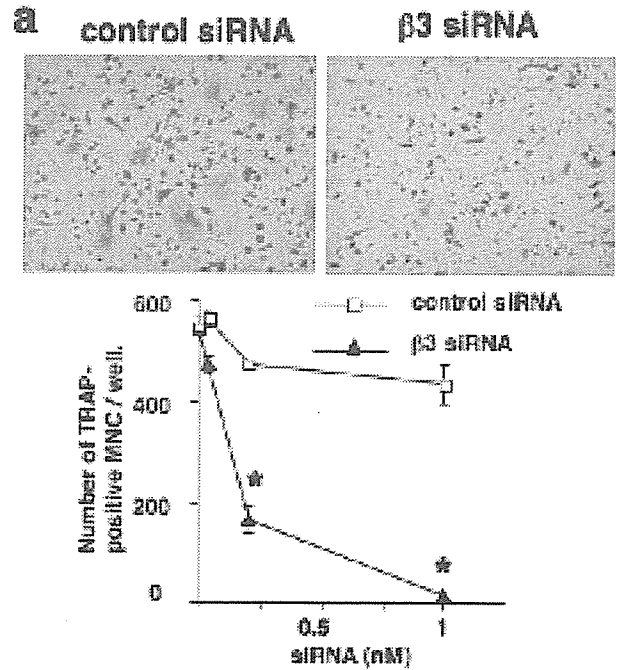 a
control siRNA
β3 siRNA
600
400
200
0
Number of TRAP-
positive MNC / well.
control siRNA
β3 siRNA
*
*
0.5
1
siRNA (nM)